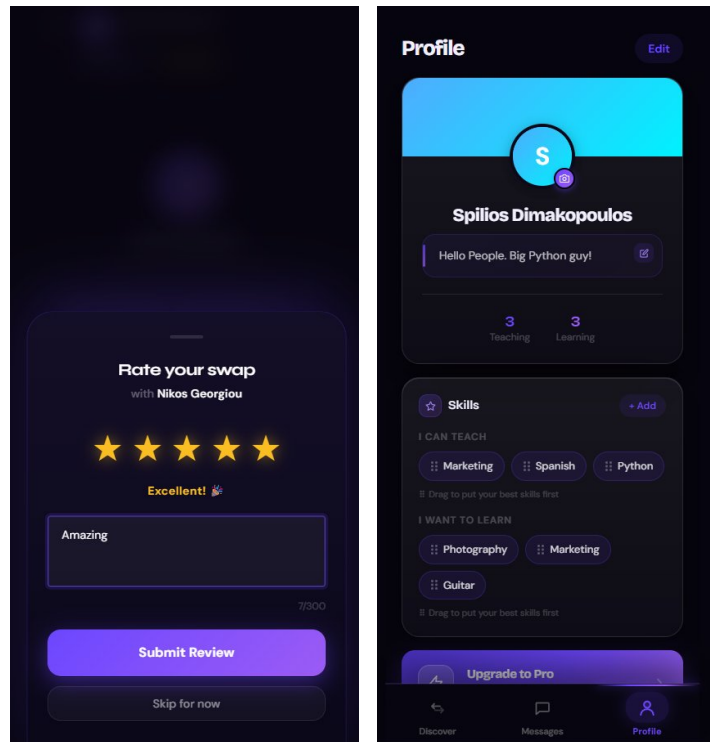 Rate your swap
with Nikos Georgiou
Excellent! 🎉
Amazing
7/300
Submit Review
Skip for now
Profile
Edit
S
Spilios Dimakopoulos
Hello People. Big Python guy!
3 3
Teaching Learning
Skills
+ Add
I CAN TEACH
Marketing Spanish Python
Drag to put your best skills first
I WANT TO LEARN
Photography Marketing
Guitar
Drag to put your best skills first
Upgrade to Pro
Discover Messages Profile